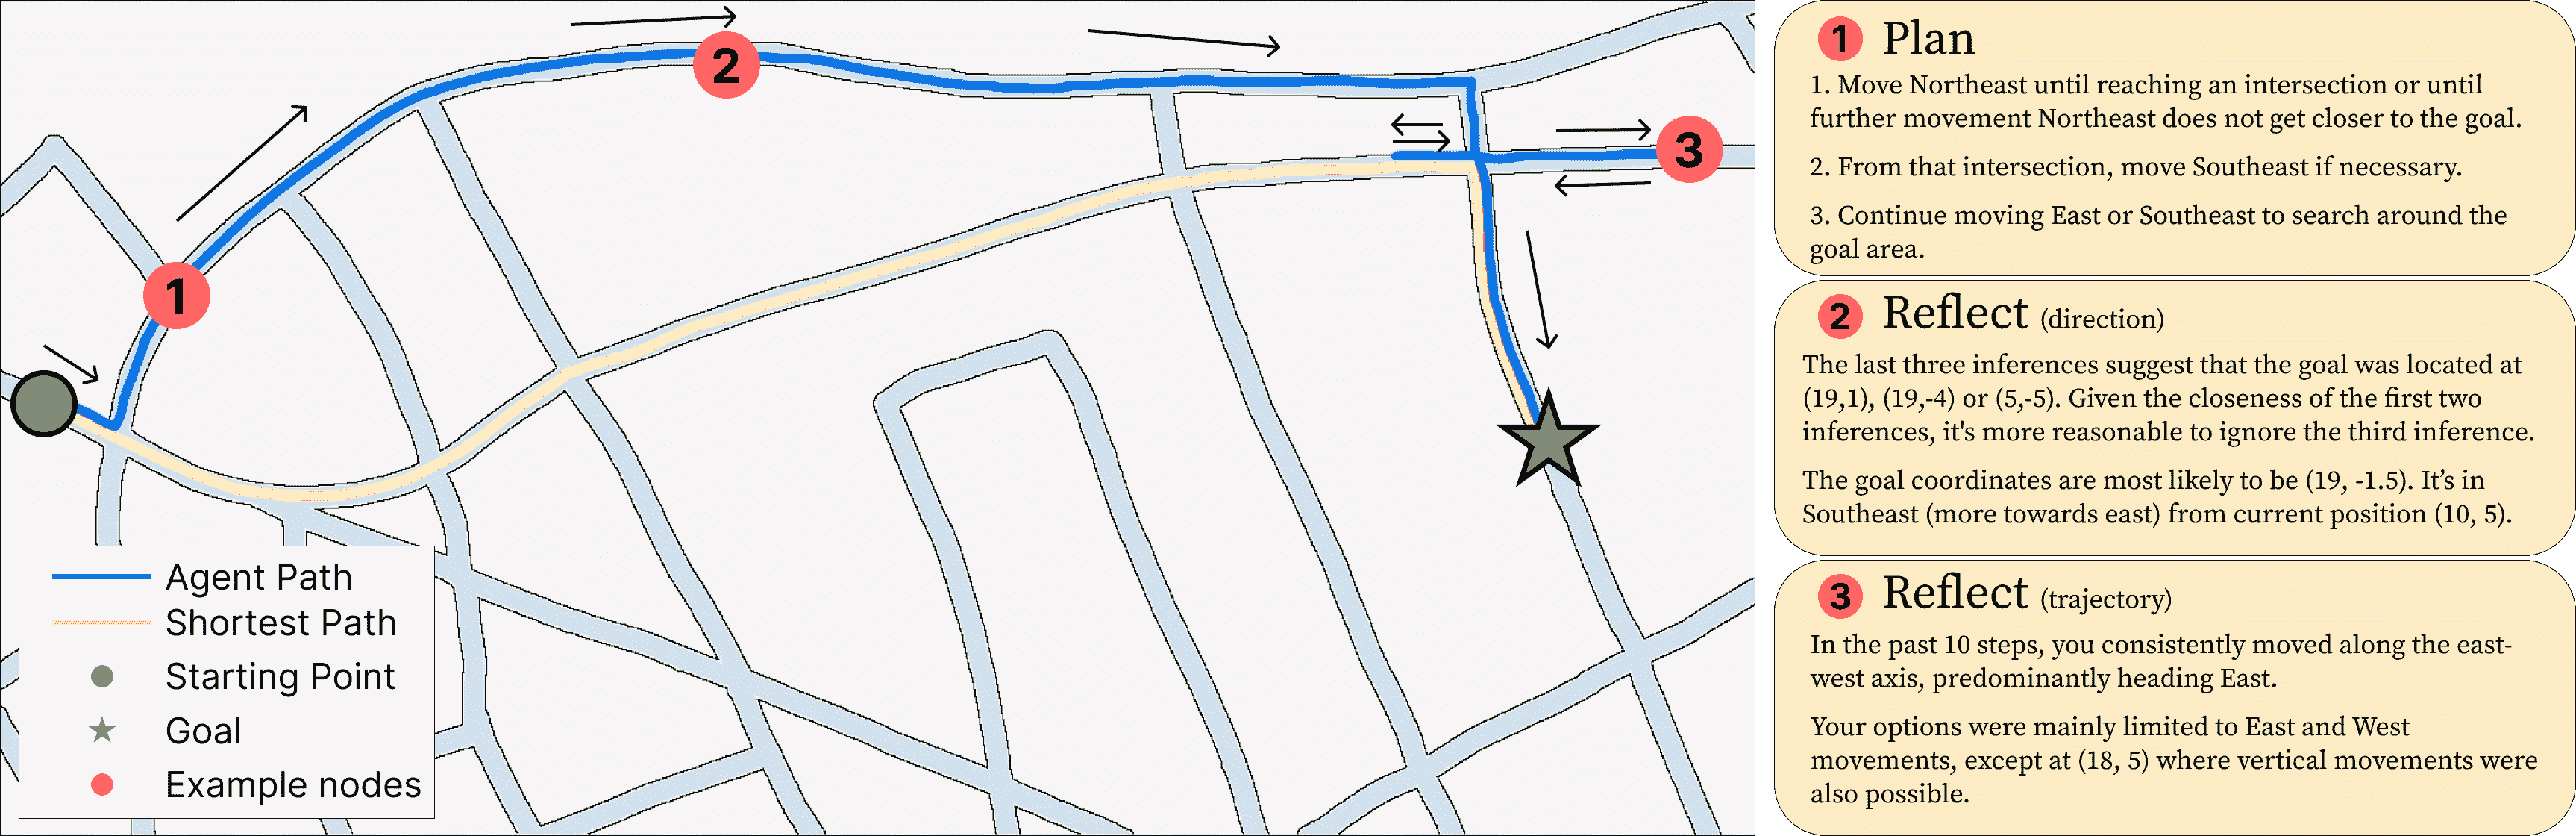 2
1
3
Agent Path
Shortest Path
Starting Point
Goal
Example nodes
1 Plan
1. Move Northeast until reaching an intersection or until
further movement Northeast does not get closer to the goal.
2. From that intersection, move Southeast if necessary.
3. Continue moving East or Southeast to search around the
goal area.
2 Reflect (direction)
The last three inferences suggest that the goal was located at
(19,1), (19,-4) or (5,-5). Given the closeness of the first two
inferences, it's more reasonable to ignore the third inference.
The goal coordinates are most likely to be (19, -1.5). It’s in
Southeast (more towards east) from current position (10, 5).
3 Reflect (trajectory)
In the past 10 steps, you consistently moved along the east-
west axis, predominantly heading East.
Your options were mainly limited to East and West
movements, except at (18, 5) where vertical movements were
also possible.